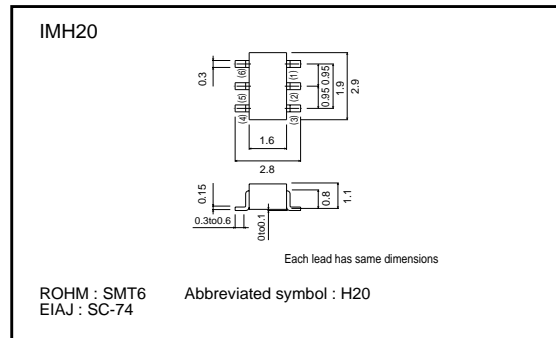 IMH20
0.3
(6)
(5)
(4)
(1)
(2)
(3)
0.95 0.95
1.9
2.9
1.6
2.8
0.15
0.3to0.6
0to0.1
0.8
1.1
Each lead has same dimensions
ROHM : SMT6 Abbreviated symbol : H20
EIAJ : SC-74